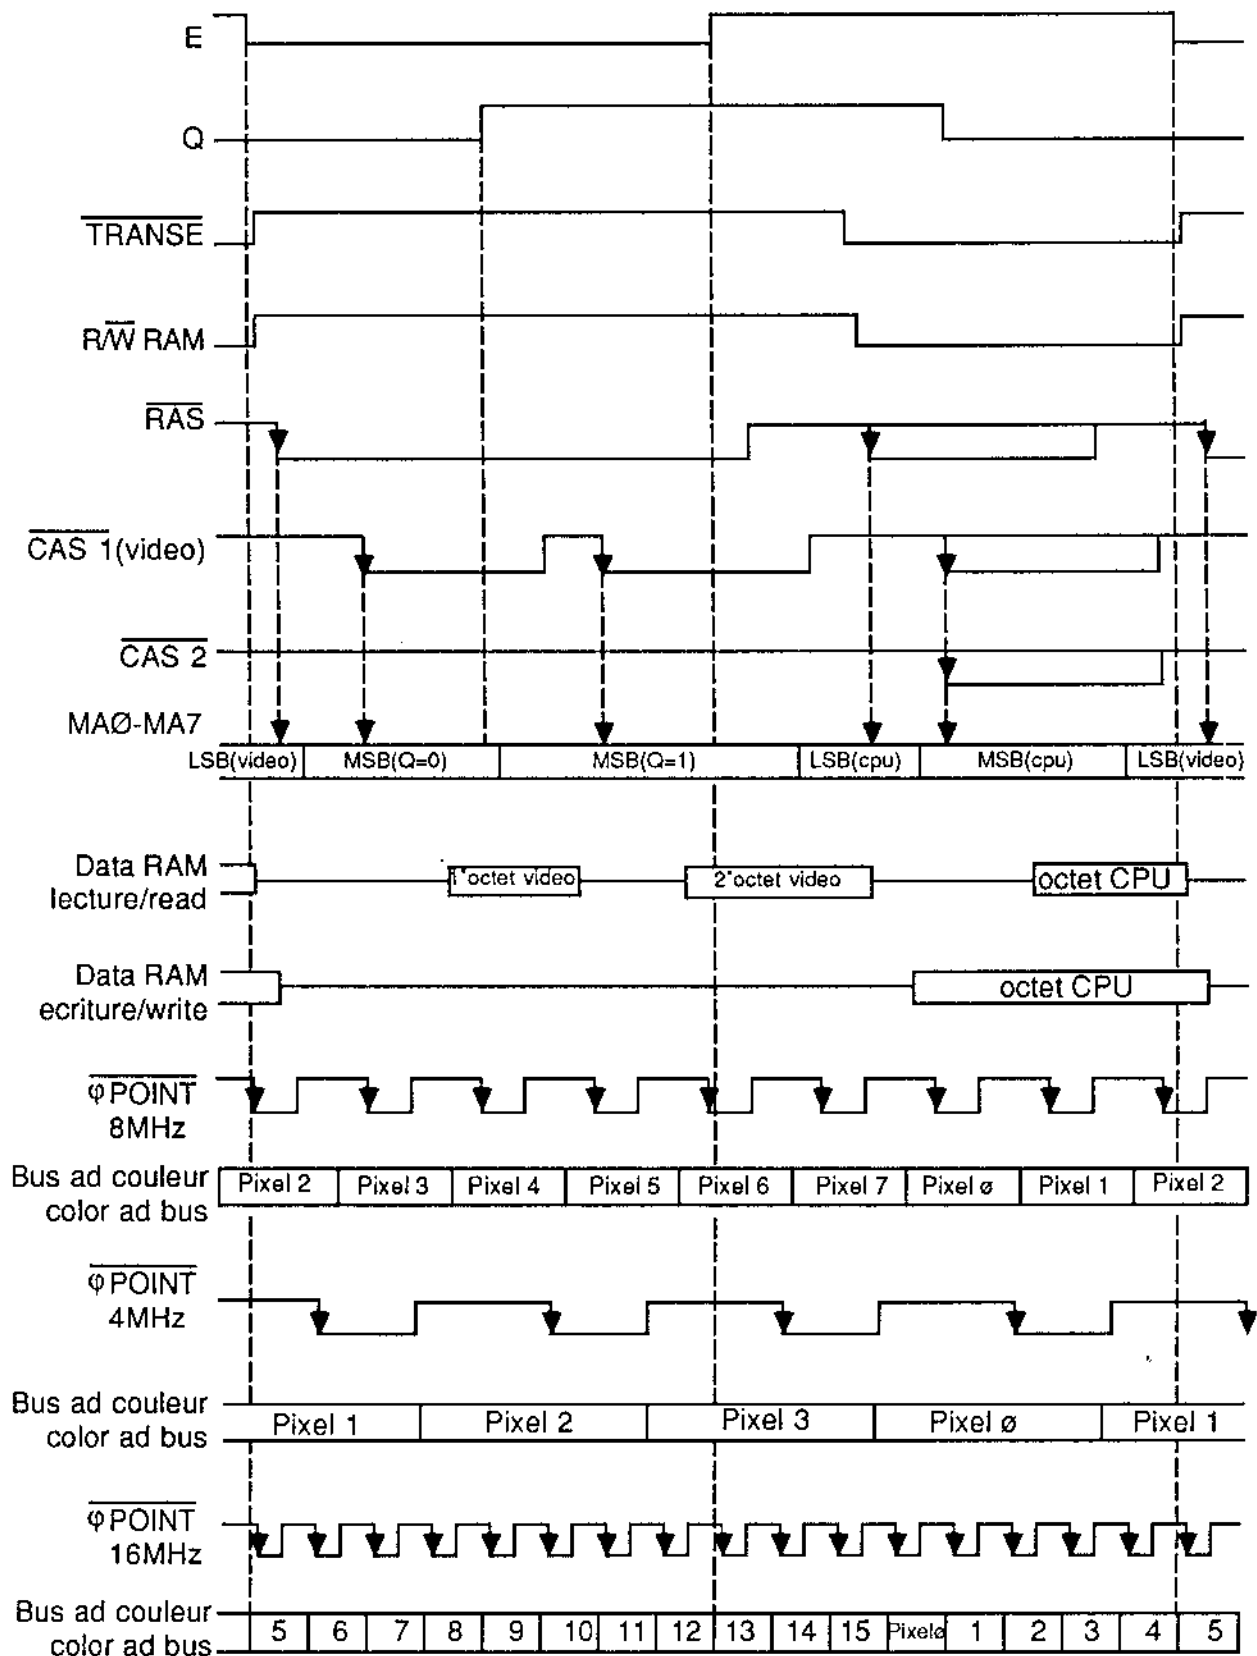 E
Q
TRANSE
R/W RAM
RAS
CAS 1(video)
CAS 2
MAØ-MA7
LSB(video) MSB(Q=0) MSB(Q=1) LSB(cpu) MSB(cpu) LSB(video)
Data RAM
lecture/read
1°octet video 2°octet video octet CPU
Data RAM
ecriture/write
octet CPU
φPOINT
8MHz
Bus ad couleur
color ad bus
Pixel 2 Pixel 3 Pixel 4 Pixel 5 Pixel 6 Pixel 7 Pixel ø Pixel 1 Pixel 2
φPOINT
4MHz
Bus ad couleur
color ad bus
Pixel 1 Pixel 2 Pixel 3 Pixel ø Pixel 1
φPOINT
16MHz
Bus ad couleur
color ad bus
5 6 7 8 9 10 11 12 13 14 15 Pixelø 1 2 3 4 5